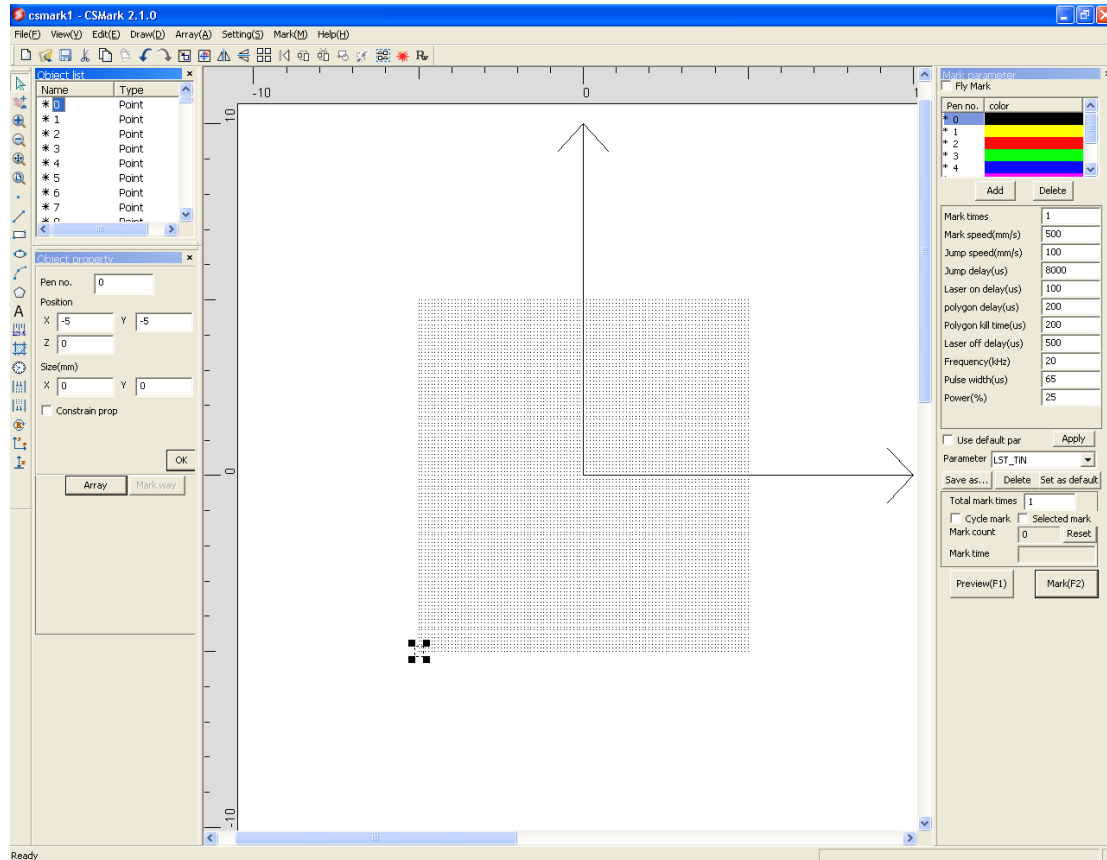 csmark1 - CSMark 2.1.0
File(F) View(V) Edit(E) Draw(D) Array(A) Setting(S) Mark(M) Help(H)
Object list
Name Type
* 0 Point
* 1 Point
* 2 Point
* 3 Point
* 4 Point
* 5 Point
* 6 Point
* 7 Point
Object property
Pen no. 0
Position
X -5 Y -5
Z 0
Size(mm)
X 0 Y 0
Constrain prop
OK
Array Mark way
-10 0 1
10
0
-10
Mark parameter
Fly Mark
Pen no. color
* 0
* 1
* 2
* 3
* 4
Add Delete
Mark times 1
Mark speed(mm/s) 500
Jump speed(mm/s) 100
Jump delay(us) 8000
Laser on delay(us) 100
polygon delay(us) 200
Polygon kill time(us) 200
Laser off delay(us) 500
Frequency(kHz) 20
Pulse width(us) 65
Power(%) 25
Use default par Apply
Parameter LST_TiN
Save as... Delete Set as default
Total mark times 1
Cycle mark Selected mark
Mark count 0 Reset
Mark time
Preview(F1) Mark(F2)
Ready